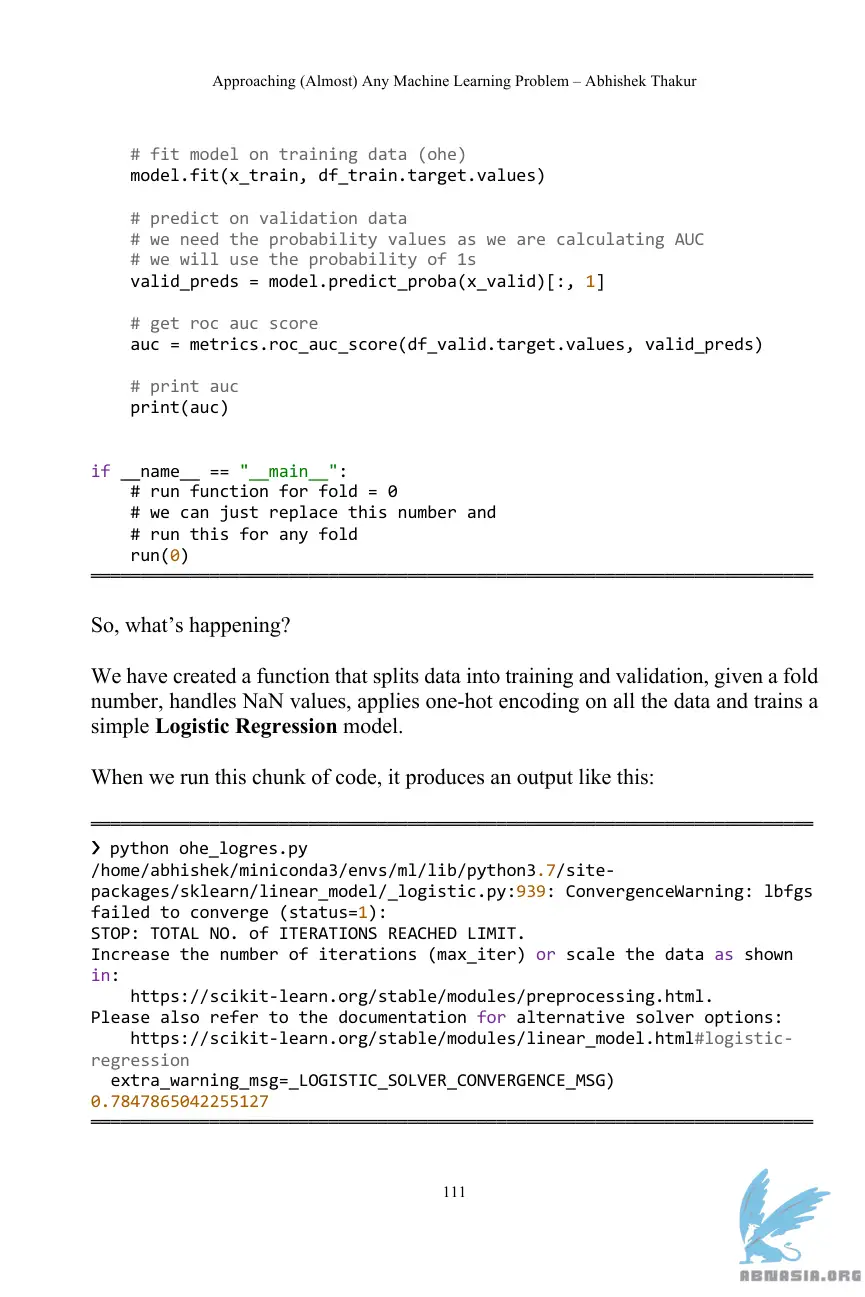 Approaching (Almost) Any Machine Learning Problem – Abhishek Thakur
# fit model on training data (ohe)
model.fit(x_train, df_train.target.values)
# predict on validation data
# we need the probability values as we are calculating AUC
# we will use the probability of 1s
valid_preds = model.predict_proba(x_valid)[:, 1]
# get roc auc score
auc = metrics.roc_auc_score(df_valid.target.values, valid_preds)
# print auc
print(auc)
if __name__ == "__main__":
# run function for fold = 0
# we can just replace this number and
# run this for any fold
run(0)
So, what’s happening?
We have created a function that splits data into training and validation, given a fold
number, handles NaN values, applies one-hot encoding on all the data and trains a
simple Logistic Regression model.
When we run this chunk of code, it produces an output like this:
❯ python ohe_logres.py
/home/abhishek/miniconda3/envs/ml/lib/python3.7/site-
packages/sklearn/linear_model/_logistic.py:939: ConvergenceWarning: lbfgs
failed to converge (status=1):
STOP: TOTAL NO. of ITERATIONS REACHED LIMIT.
Increase the number of iterations (max_iter) or scale the data as shown
in:
https://scikit-learn.org/stable/modules/preprocessing.html.
Please also refer to the documentation for alternative solver options:
https://scikit-learn.org/stable/modules/linear_model.html#logistic-
regression
extra_warning_msg=_LOGISTIC_SOLVER_CONVERGENCE_MSG)
0.7847865042255127
111
ABNASIA.ORG